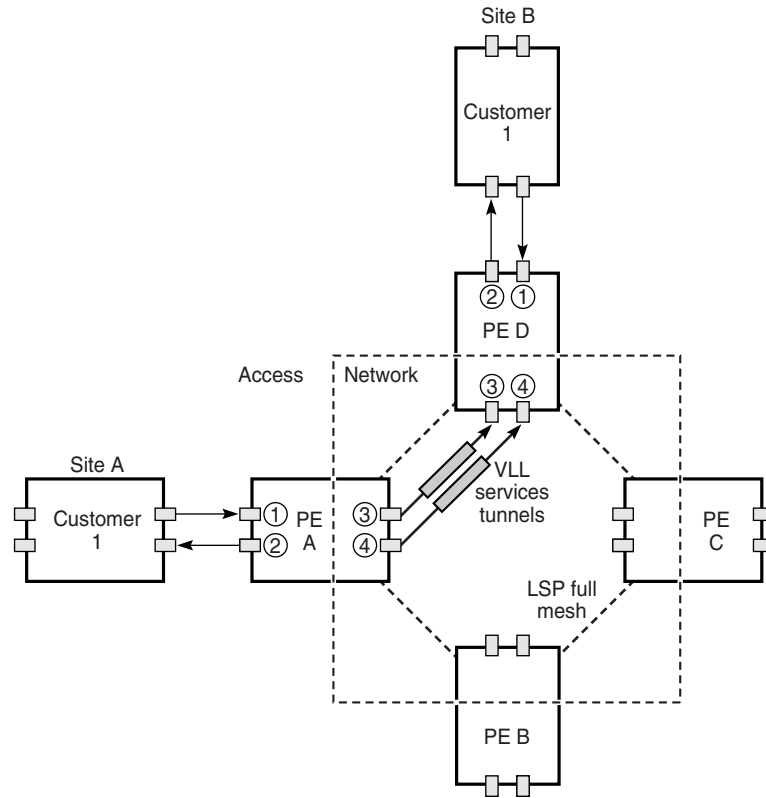 Site B
Customer
1
②
①
PE D
Access
Network
③
④
VLL
services
tunnels
Site A
Customer
1
①
②
PE
A
③
④
PE
C
LSP full
mesh
PE B